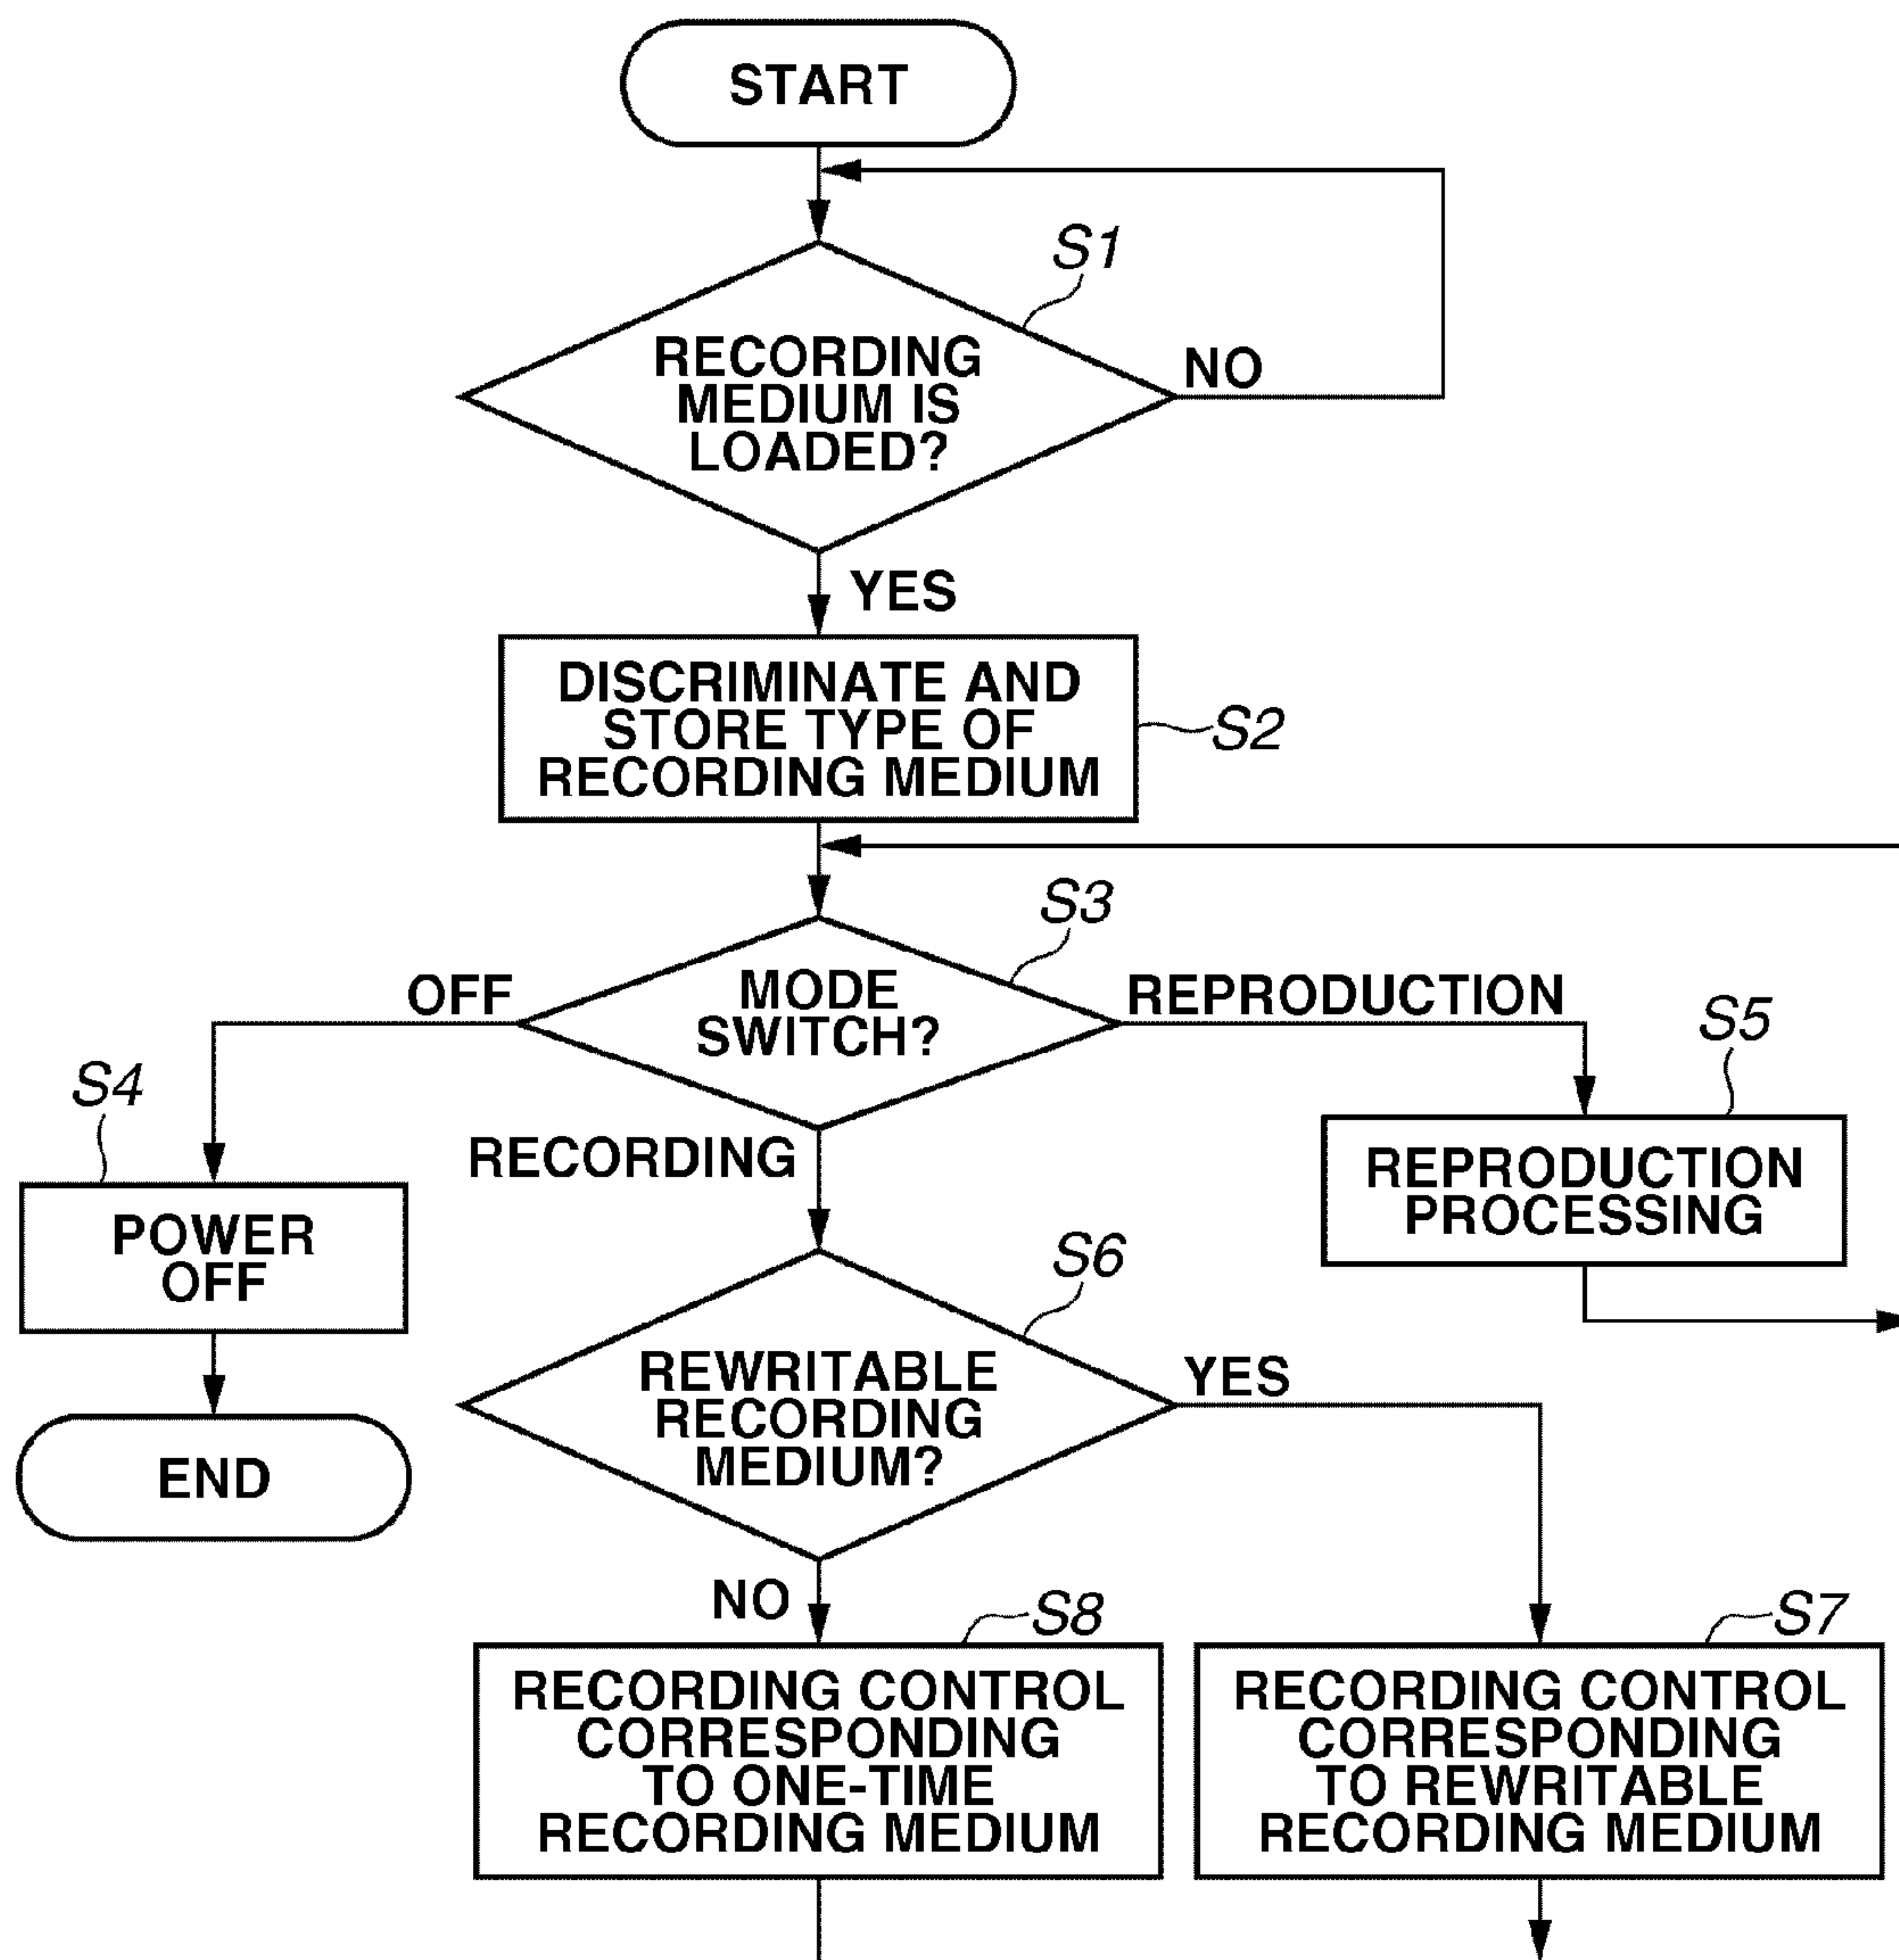 START
S1
RECORDING
MEDIUM IS
LOADED?
NO
YES
DISCRIMINATE AND
STORE TYPE OF
RECORDING MEDIUM
S2
S3
MODE
SWITCH?
OFF
REPRODUCTION
S4
S5
POWER
OFF
RECORDING
REPRODUCTION
PROCESSING
S6
REWRITABLE
RECORDING
MEDIUM?
YES
END
NO
S8
S7
RECORDING CONTROL
CORRESPONDING
TO ONE-TIME
RECORDING MEDIUM
RECORDING CONTROL
CORRESPONDING
TO REWRITABLE
RECORDING MEDIUM